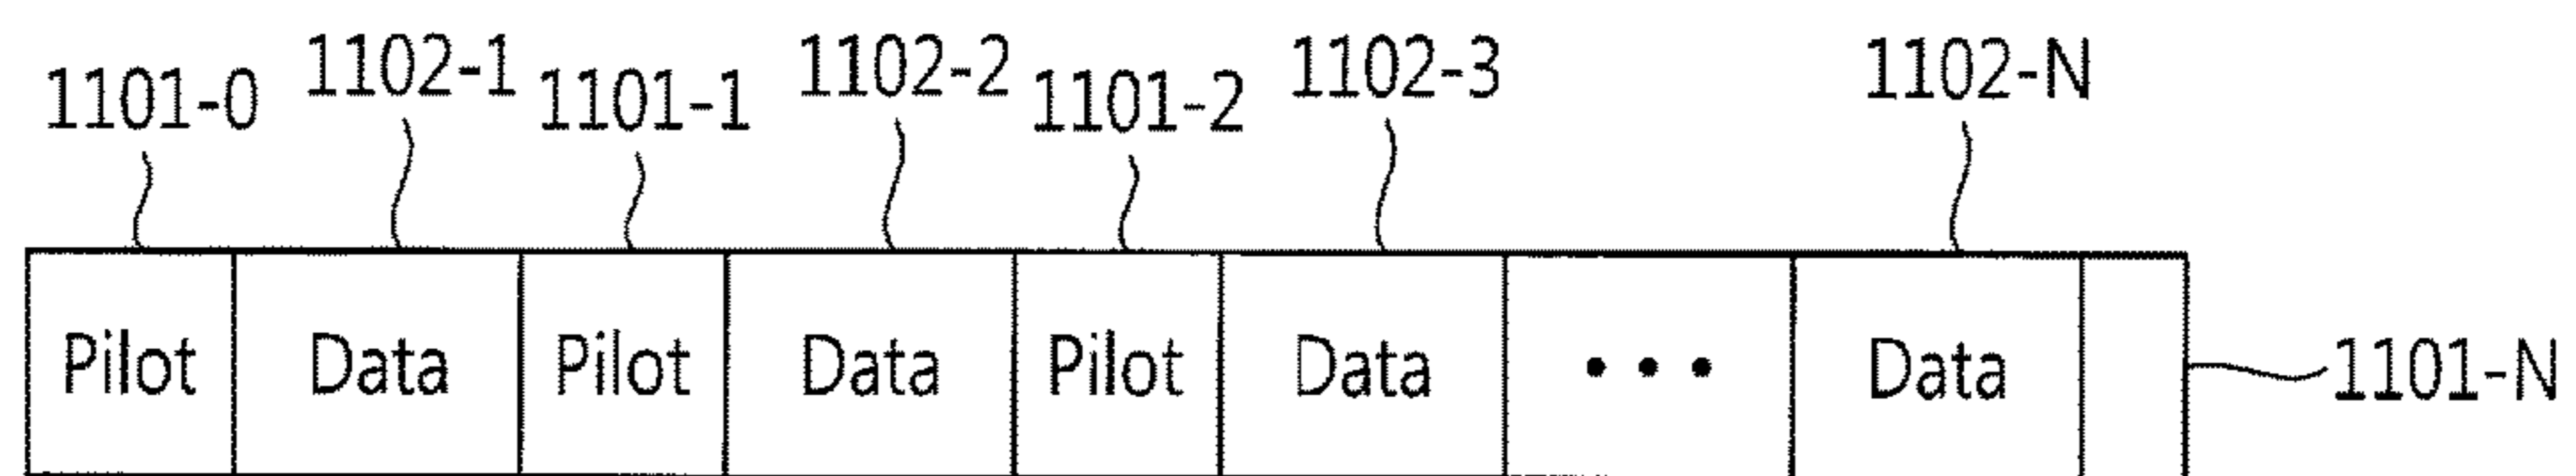 1101-0 1102-1 1101-1 1102-2 1101-2 1102-3 1102-N
Pilot Data Pilot Data Pilot Data • • • Data 1101-N